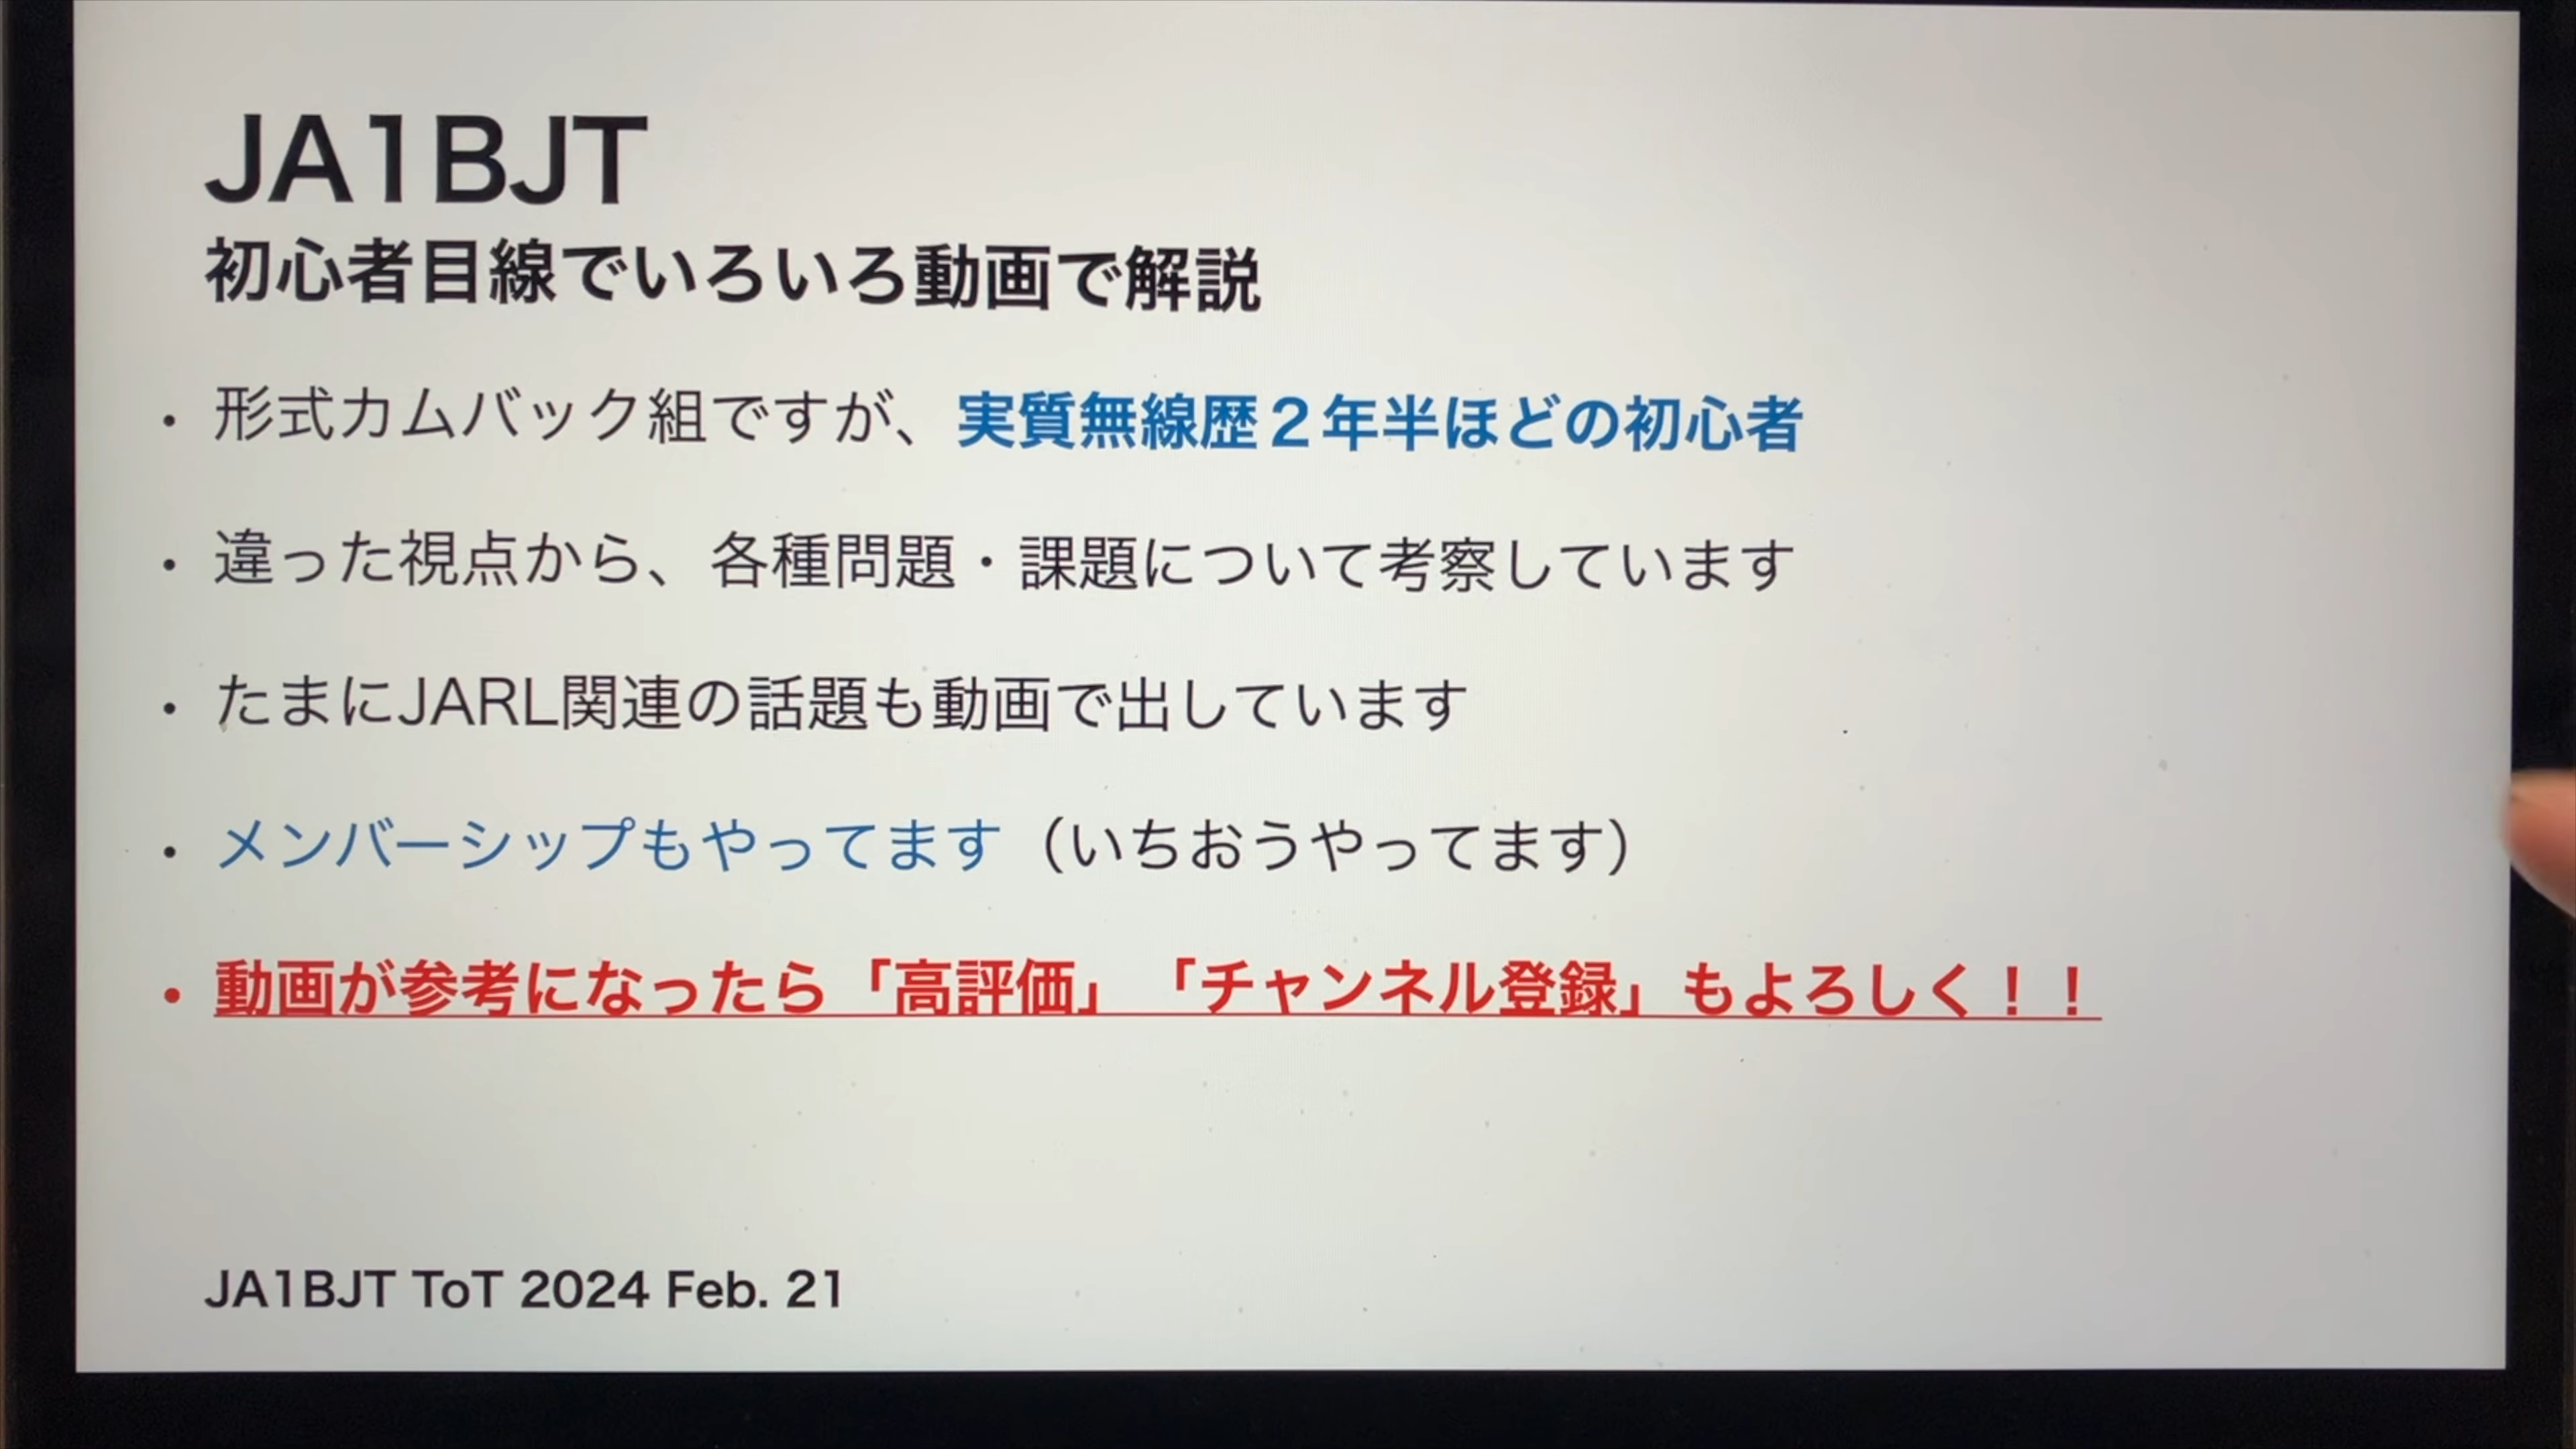 JA1BJT
初心者目線でいろいろ動画で解説
・形式カムバック組ですが、実質無線歴２年半ほどの初心者
・違った視点から、各種問題・課題について考察しています
・たまにJARL関連の話題も動画で出しています
・メンバーシップもやってます（いちおうやってます）
・動画が参考になったら「高評価」「チャンネル登録」もよろしく！！
JA1BJT ToT 2024 Feb. 21